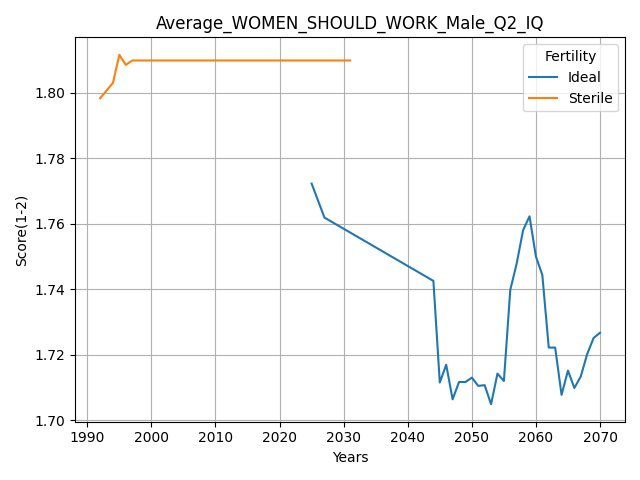 Average_WOMEN_SHOULD_WORK_Male_Q2_IQ
Fertility
Ideal
Sterile
Score(1-2)
1.80
1.78
1.76
1.74
1.72
1.70
1990 2000 2010 2020 2030 2040 2050 2060 2070
Years